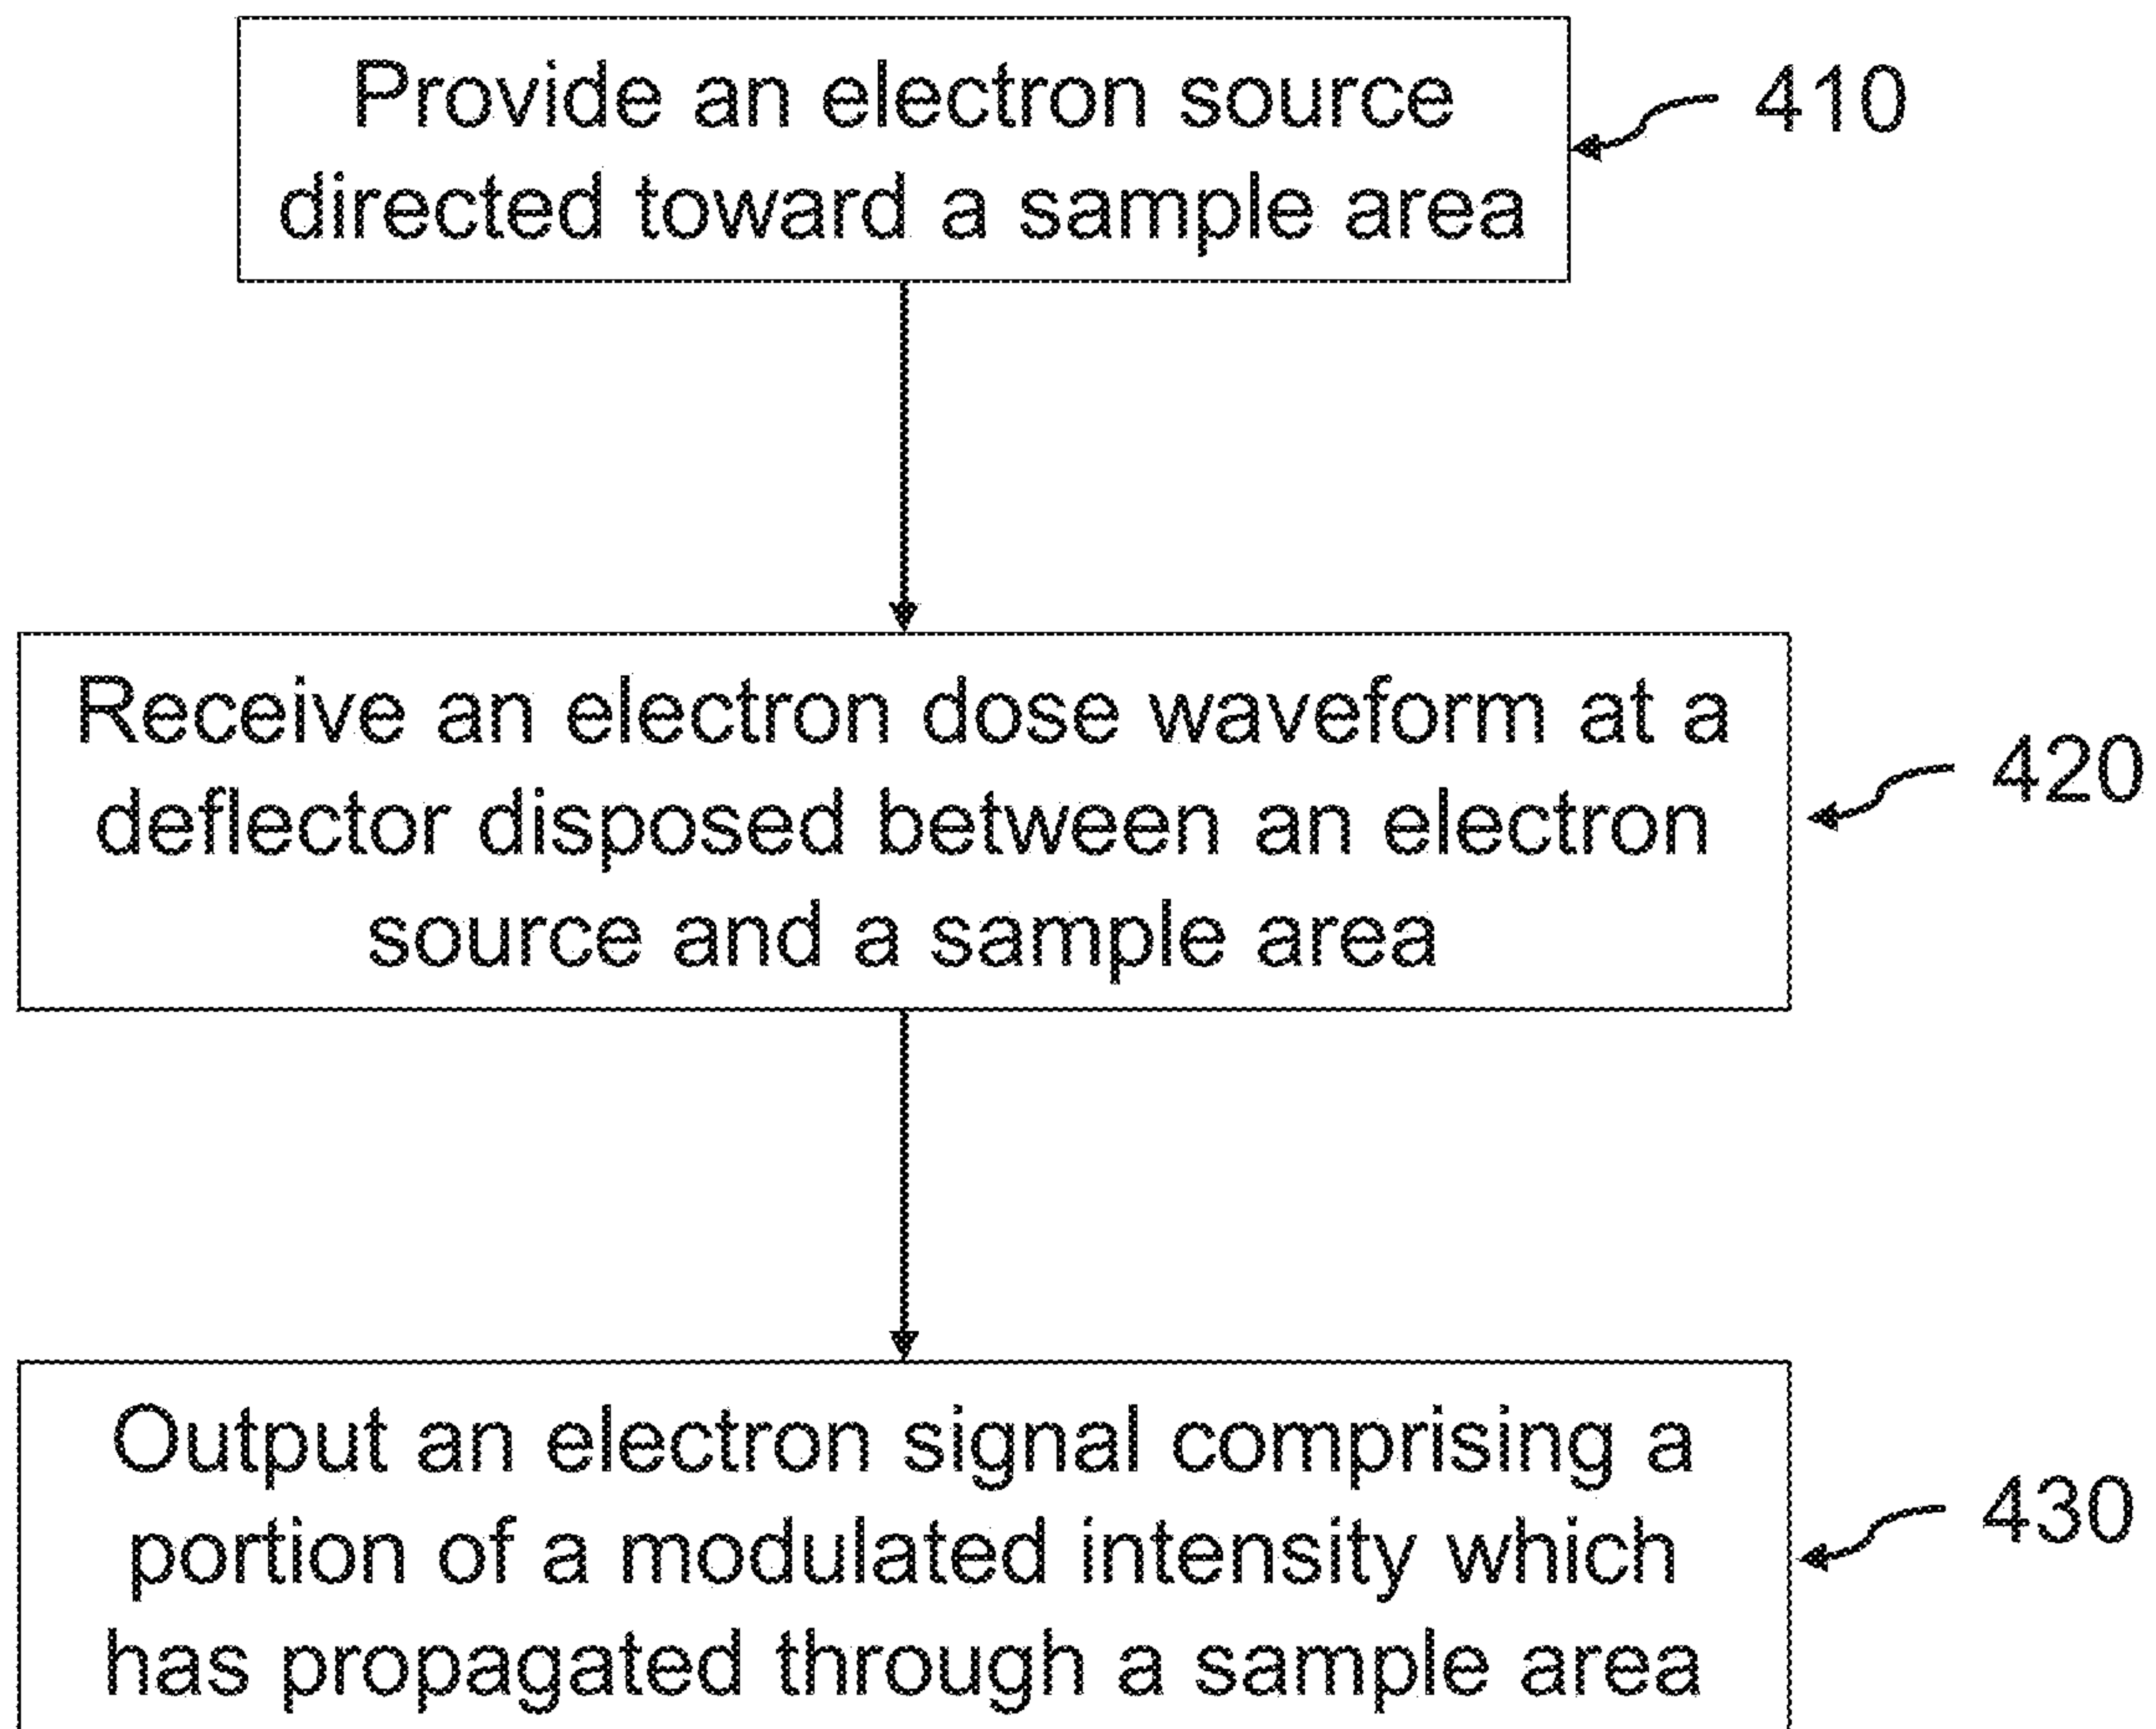 Provide an electron source
directed toward a sample area
410
Receive an electron dose waveform at a
deflector disposed between an electron
source and a sample area
420
Output an electron signal comprising a
portion of a modulated intensity which
has propagated through a sample area
430